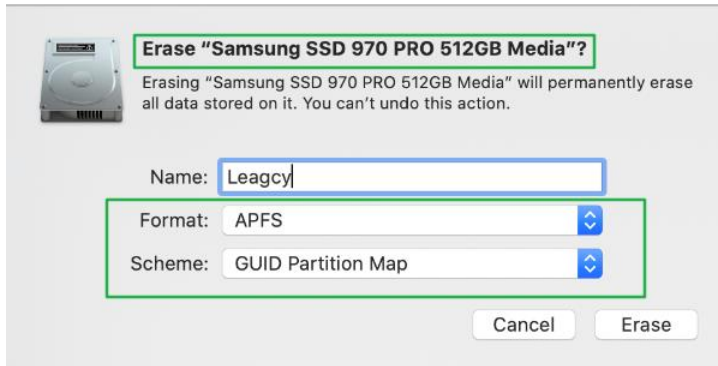 Erase “Samsung SSD 970 PRO 512GB Media”?
Erasing “Samsung SSD 970 PRO 512GB Media” will permanently erase
all data stored on it. You can’t undo this action.
Name: Leagcy
Format: APFS
Scheme: GUID Partition Map
Cancel Erase